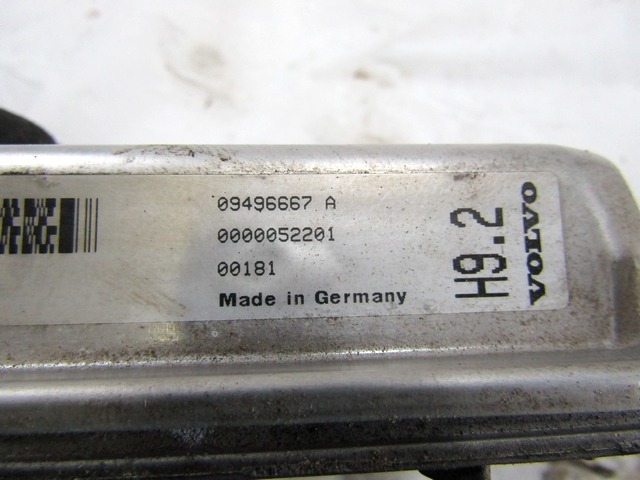 09496667 A
0000052201
00181
Made in Germany
H9.2
VOLVO